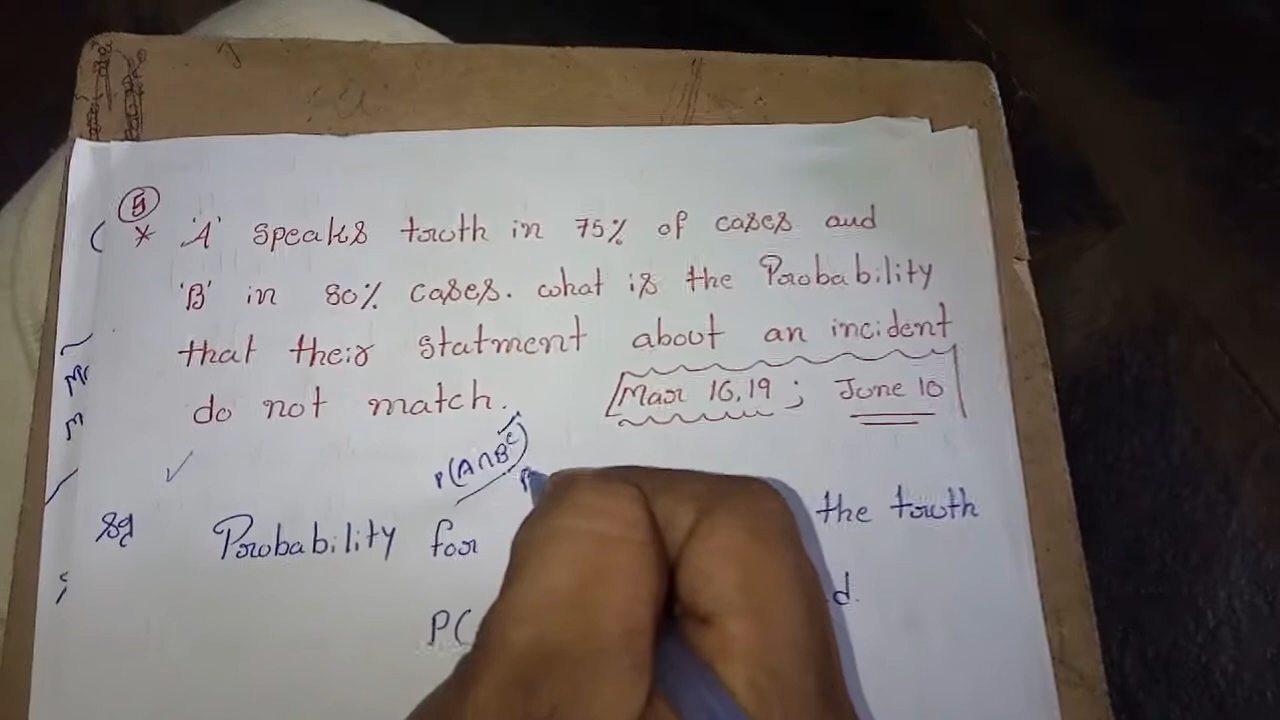 5
* 'A' speaks truth in 75% of cases and
'B' in 80% cases. what is the Probability
that their statment about an incident
do not match. [Mar 16,19 ; June 10
P(A∩Bᶜ)
Sol Probability for the truth
d.
P(